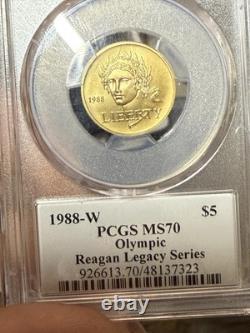 1988
LIBERTY
1988-W $5
PCGS MS70
Olympic
Reagan Legacy Series
926613.70/48137323